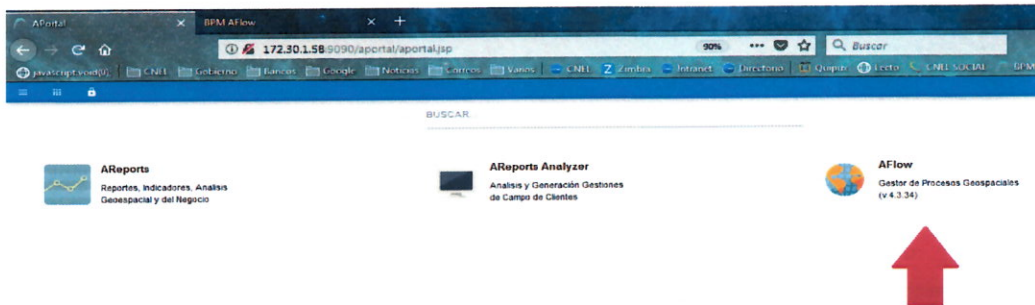 APortal
BPM AFlow
172.30.1.58:9090/aportal/aportal.jsp
90%
Buscar
javascript:void(0);
CNEL
Gobierno
Bancos
Google
Noticias
Correos
Varios
CNEL
Zimbra
Intranet
Directorio
Quipux
Lecto
CNEL SOCIAL
BPM
BUSCAR...
AReports
Reportes, Indicadores, Analisis
Geoespacial y del Negocio
AReports Analyzer
Analisis y Generación Gestiones
de Campo de Clientes
AFlow
Gestor de Procesos Geospaciales
(v 4.3.34)